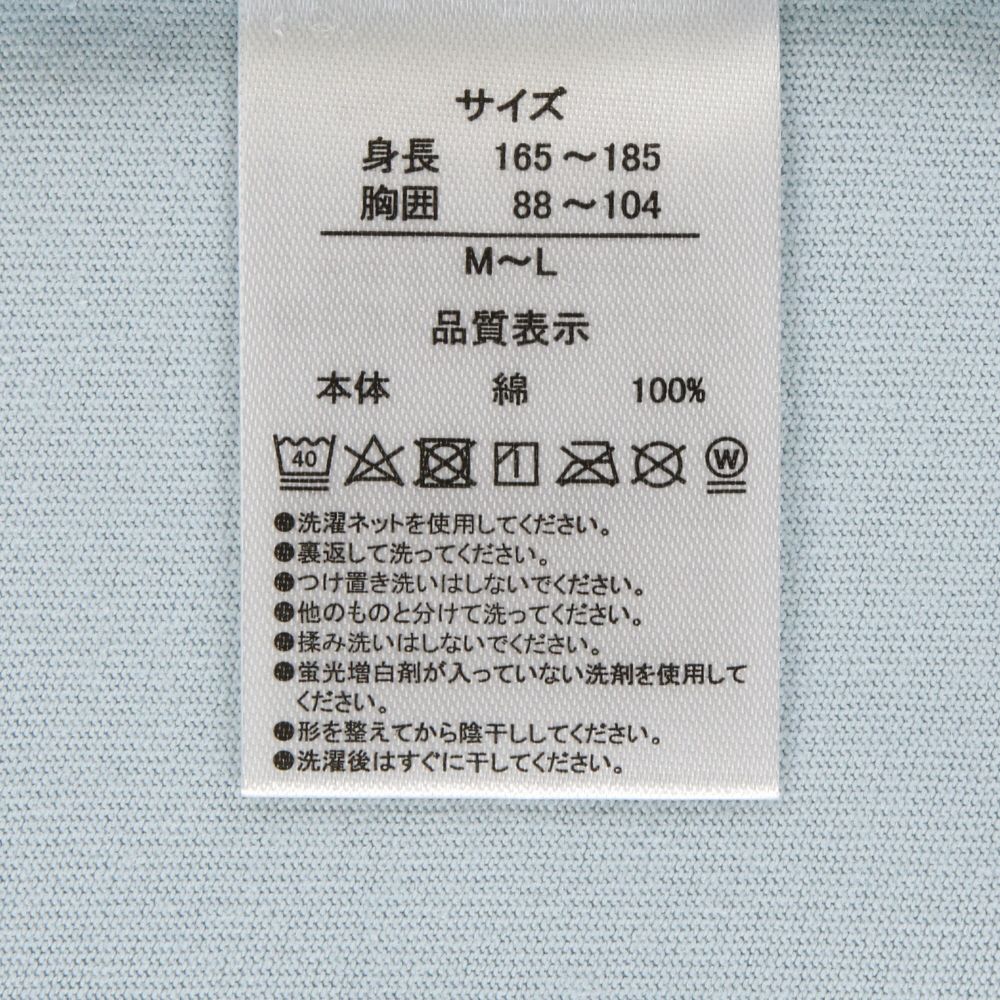 サイズ
身長 165～185
胸囲 88～104
M～L
品質表示
本体 綿 100%
40 W
●洗濯ネットを使用してください。
●裏返して洗ってください。
●つけ置き洗いはしないでください。
●他のものと分けて洗ってください。
●揉み洗いはしないでください。
●蛍光増白剤が入っていない洗剤を使用して
ください。
●形を整えてから陰干ししてください。
●洗濯後はすぐに干してください。